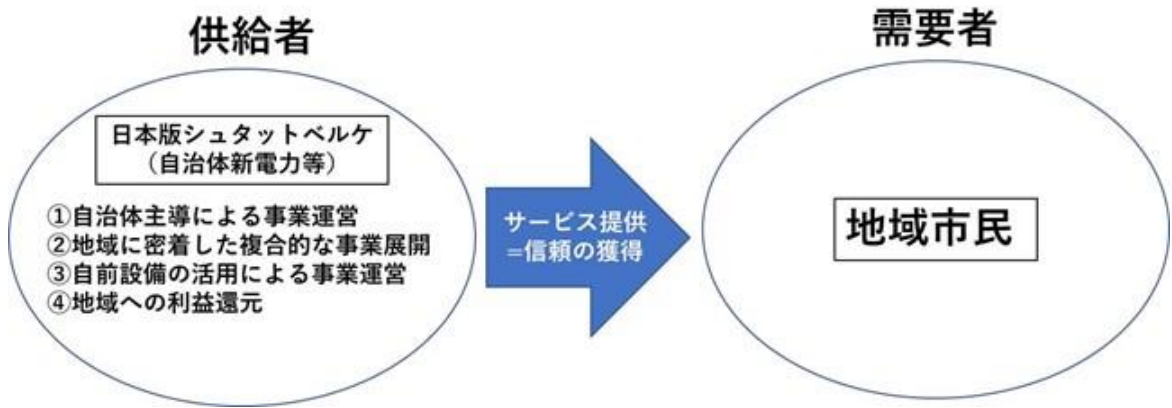 供給者
日本版シュタットベルケ
（自治体新電力等）
①自治体主導による事業運営
②地域に密着した複合的な事業展開
③自前設備の活用による事業運営
④地域への利益還元
サービス提供
=信頼の獲得
需要者
地域市民